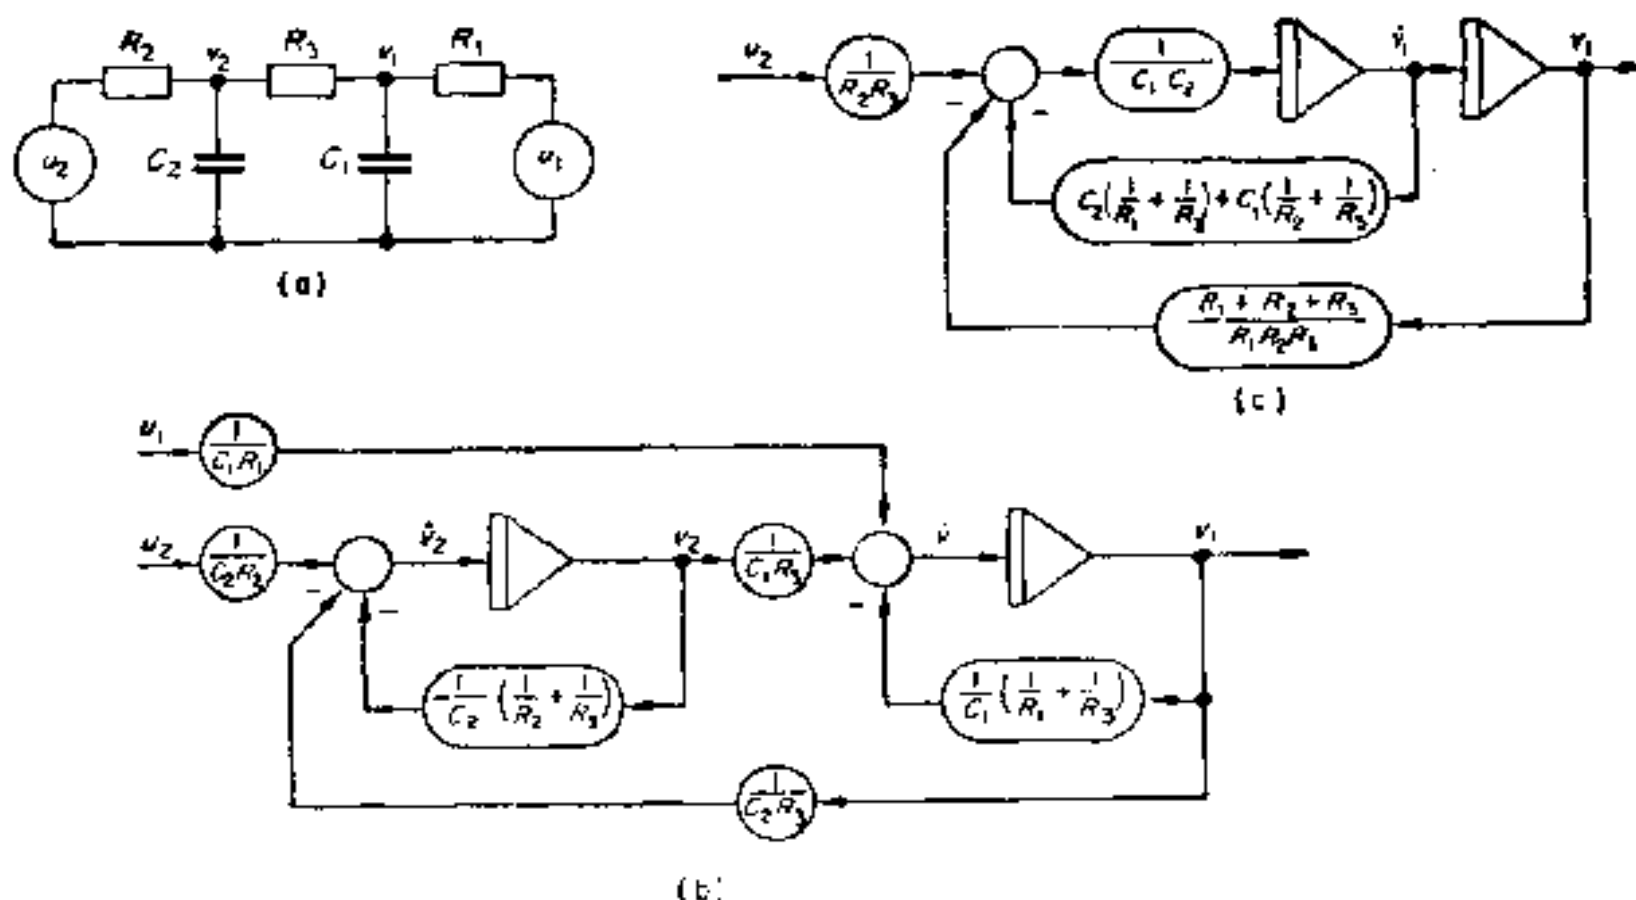 R₂ v₂ R₃ v₁ R₁
u₂ C₂ C₁ u₁
(a)
u₂ 1/(R₂R₃) − − 1/(C₁C₂) v̇₁ v₁
C₂(1/R₁ + 1/R₃) + C₁(1/R₂ + 1/R₃)
(R₁ + R₂ + R₃)/(R₁R₂R₃)
(c)
u₁ 1/(C₁R₁)
u₂ 1/(C₂R₂) − − v̇₂ v₂ 1/(C₁R₃) − v̇ v₁
1/C₂ (1/R₂ + 1/R₃) 1/C₁ (1/R₁ + 1/R₃)
1/(C₂R₃)
(b)